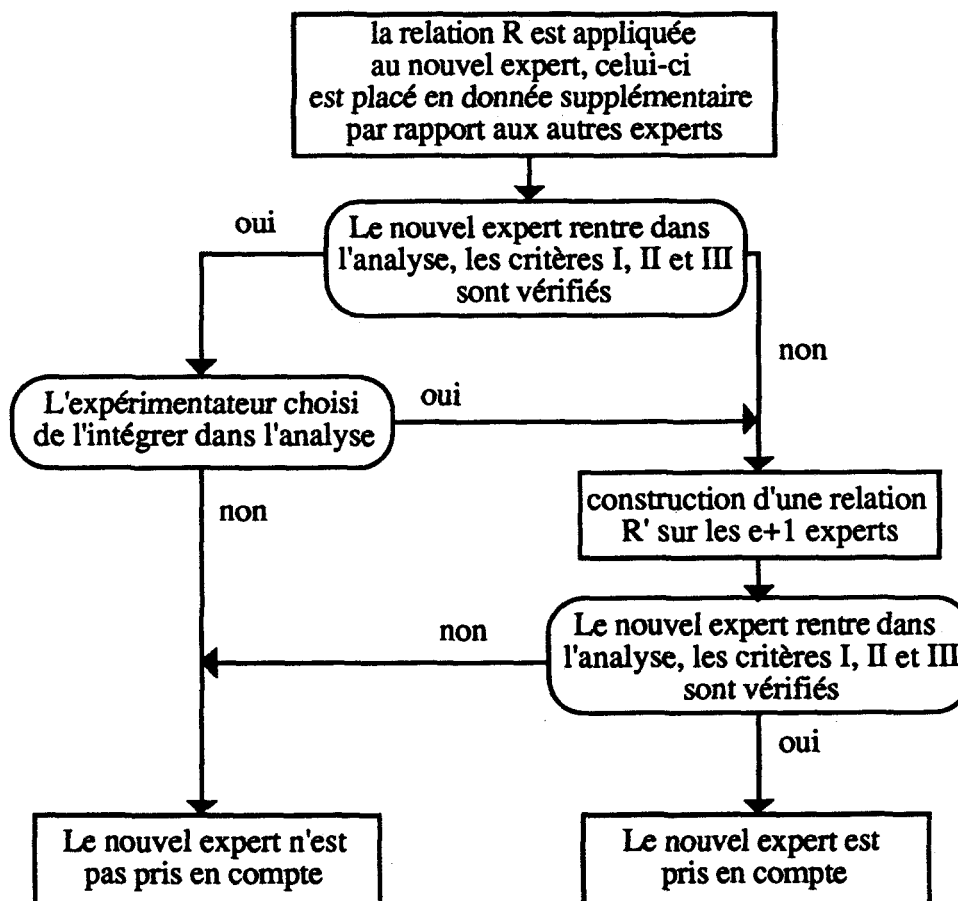 la relation R est appliquée
au nouvel expert, celui-ci
est placé en donnée supplémentaire
par rapport aux autres experts
oui
Le nouvel expert rentre dans
l'analyse, les critères I, II et III
sont vérifiés
non
L'expérimentateur choisi
de l'intégrer dans l'analyse
oui
non
construction d'une relation
R' sur les e+1 experts
non
Le nouvel expert rentre dans
l'analyse, les critères I, II et III
sont vérifiés
oui
Le nouvel expert n'est
pas pris en compte
Le nouvel expert est
pris en compte